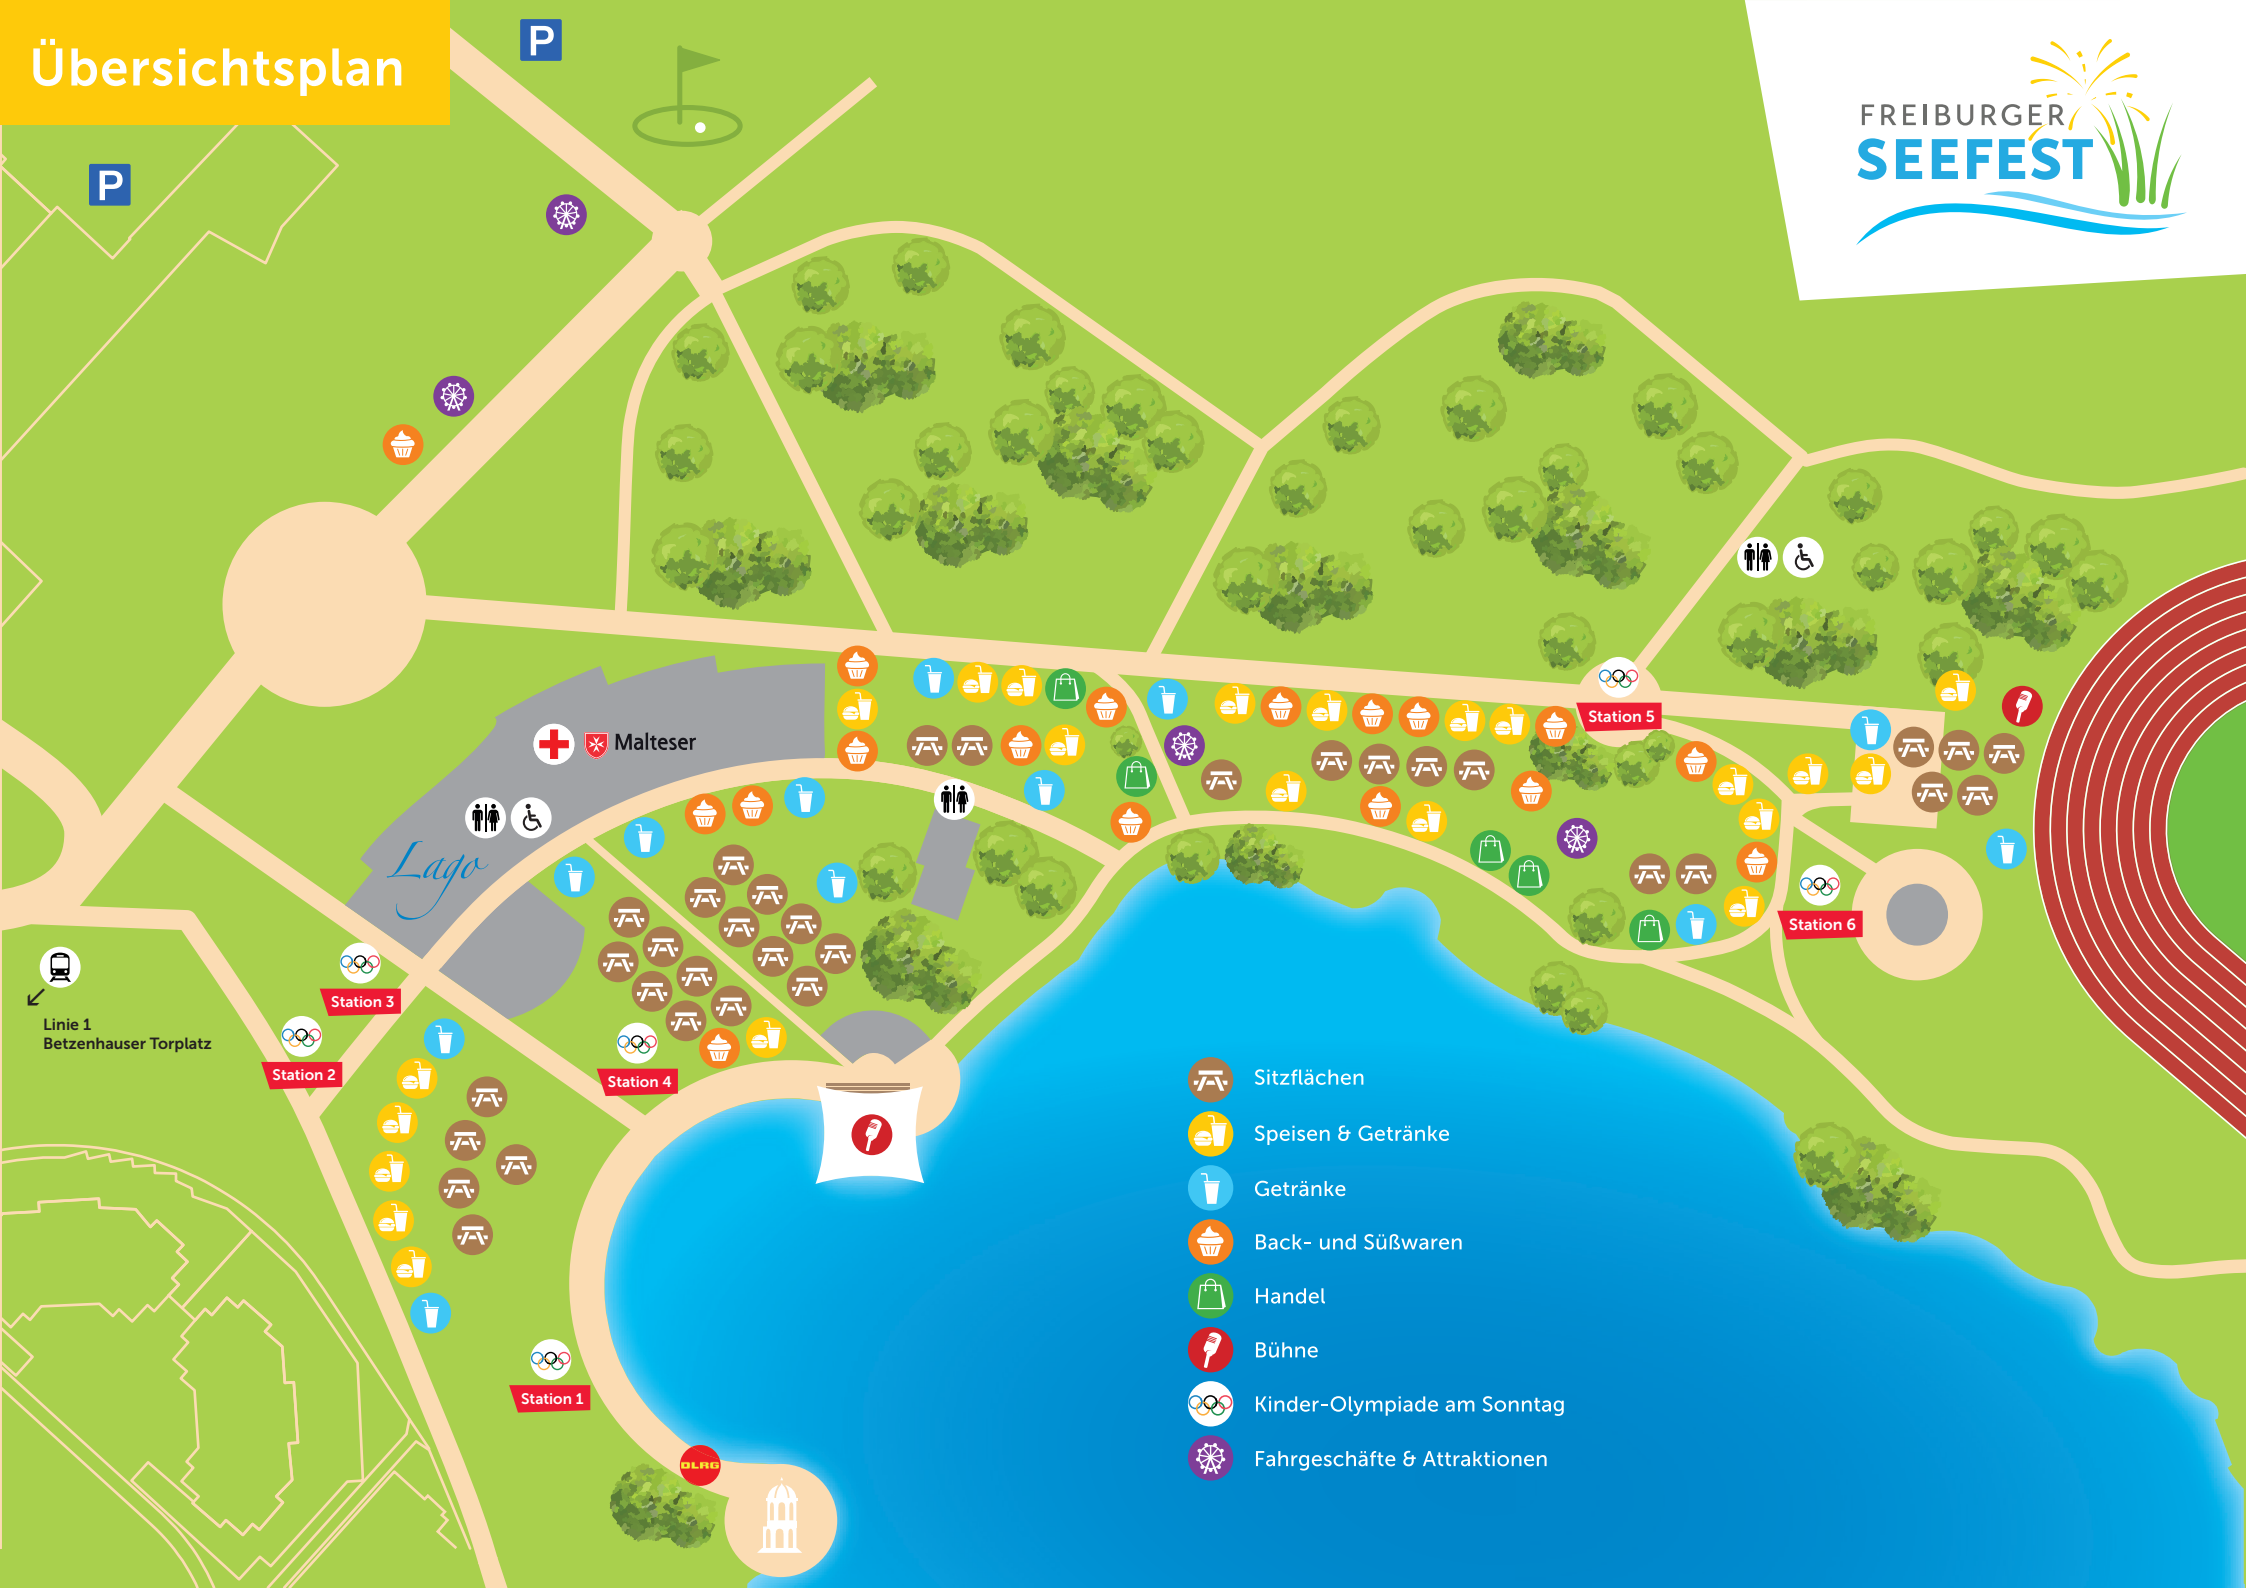 Übersichtsplan
P
P
FREIBURGER
SEEFEST
Malteser
Lago
Station 5
Station 6
Station 3
Linie 1
Betzenhauser Torplatz
Station 2
Station 4
Station 1
DLRG
Sitzflächen
Speisen & Getränke
Getränke
Back- und Süßwaren
Handel
Bühne
Kinder-Olympiade am Sonntag
Fahrgeschäfte & Attraktionen